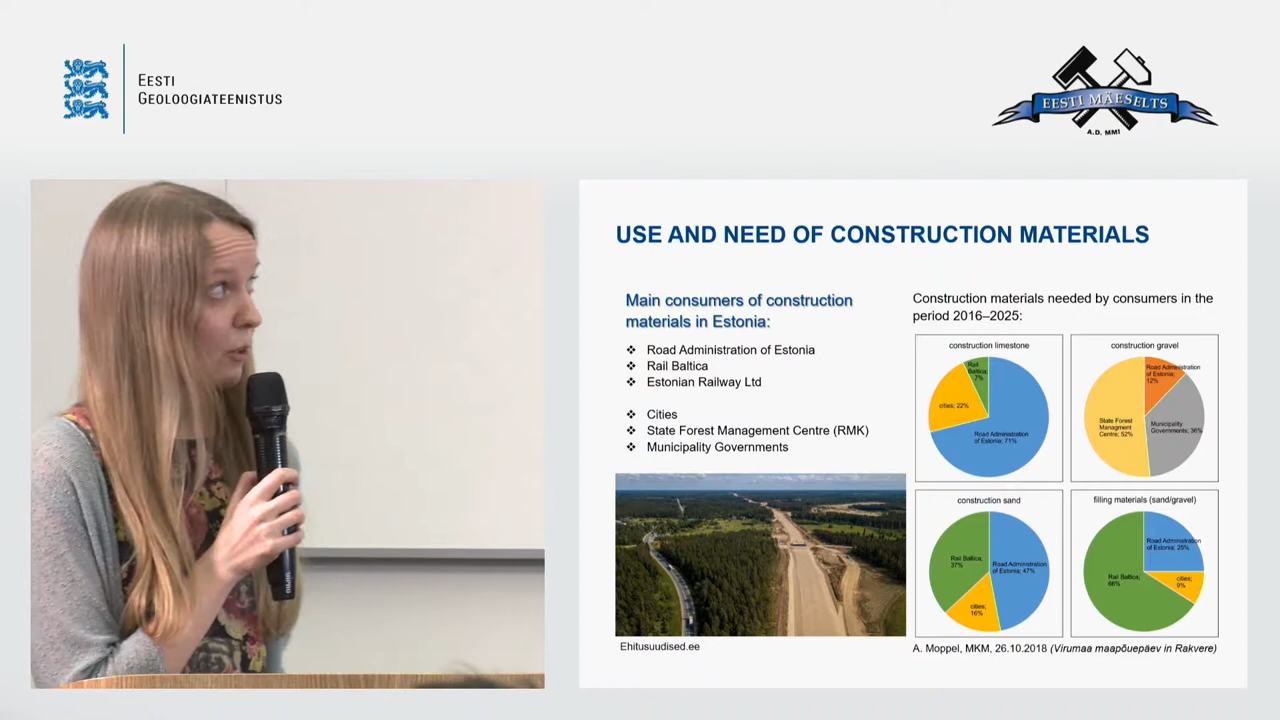 EESTI
GEOLOOGIATEENISTUS
EESTI MÄESELTS
A.D. MMI
USE AND NEED OF CONSTRUCTION MATERIALS
Main consumers of construction
materials in Estonia:
❖ Road Administration of Estonia
❖ Rail Baltica
❖ Estonian Railway Ltd
❖ Cities
❖ State Forest Management Centre (RMK)
❖ Municipality Governments
Ehitusuudised.ee
Construction materials needed by consumers in the
period 2016–2025:
construction limestone
Rail
Baltica;
7%
cities; 22%
Road Administration
of Estonia; 71%
construction gravel
Road Administration
of Estonia;
12%
State Forest
Managment
Centre; 52%
Municipality
Governments; 36%
construction sand
Rail Baltica;
37%
Road Administration
of Estonia; 47%
cities;
16%
filling materials (sand/gravel)
Road Administration
of Estonia; 25%
Rail Baltica;
66%
cities;
9%
A. Moppel, MKM, 26.10.2018 (Virumaa maapõuepäev in Rakvere)